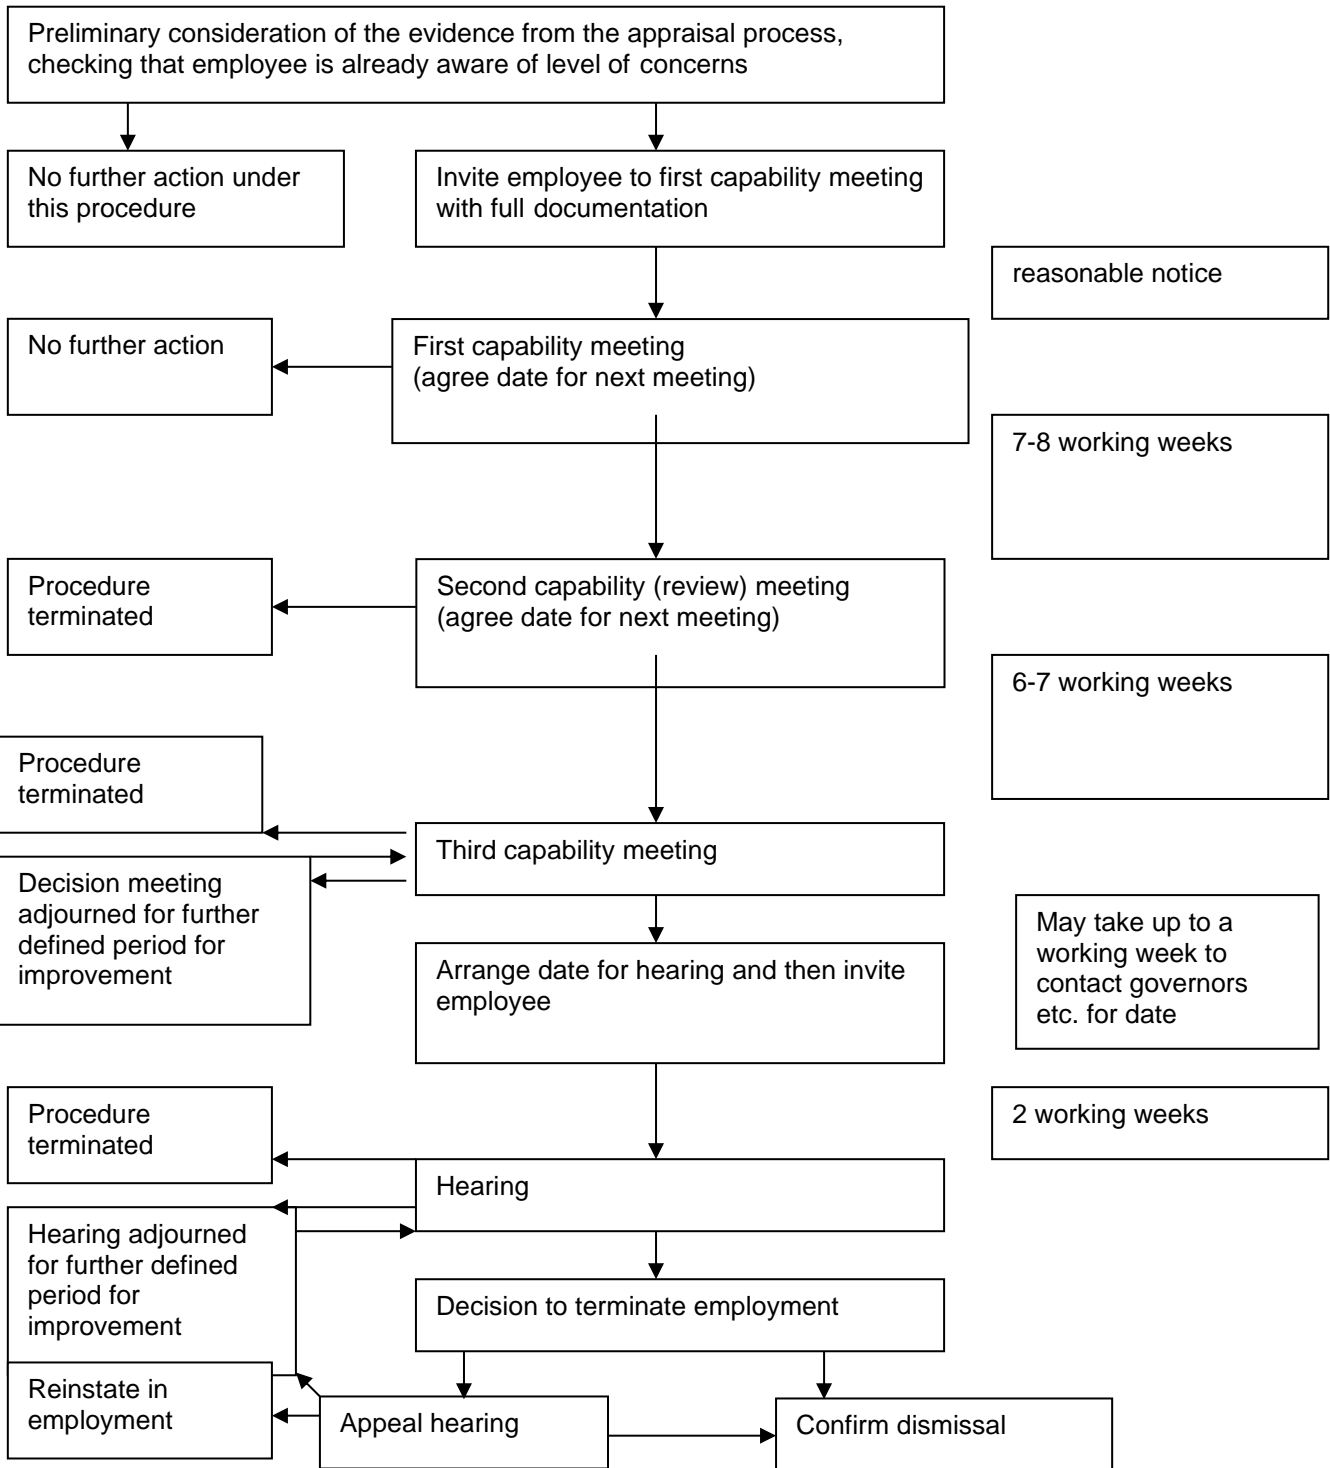 Preliminary consideration of the evidence from the appraisal process,
checking that employee is already aware of level of concerns
No further action under
this procedure
Invite employee to first capability meeting
with full documentation
reasonable notice
No further action
First capability meeting
(agree date for next meeting)
7-8 working weeks
Procedure
terminated
Second capability (review) meeting
(agree date for next meeting)
6-7 working weeks
Procedure
terminated
Third capability meeting
Decision meeting
adjourned for further
defined period for
improvement
May take up to a
working week to
contact governors
etc. for date
Arrange date for hearing and then invite
employee
Procedure
terminated
2 working weeks
Hearing
Hearing adjourned
for further defined
period for
improvement
Decision to terminate employment
Reinstate in
employment
Appeal hearing
Confirm dismissal